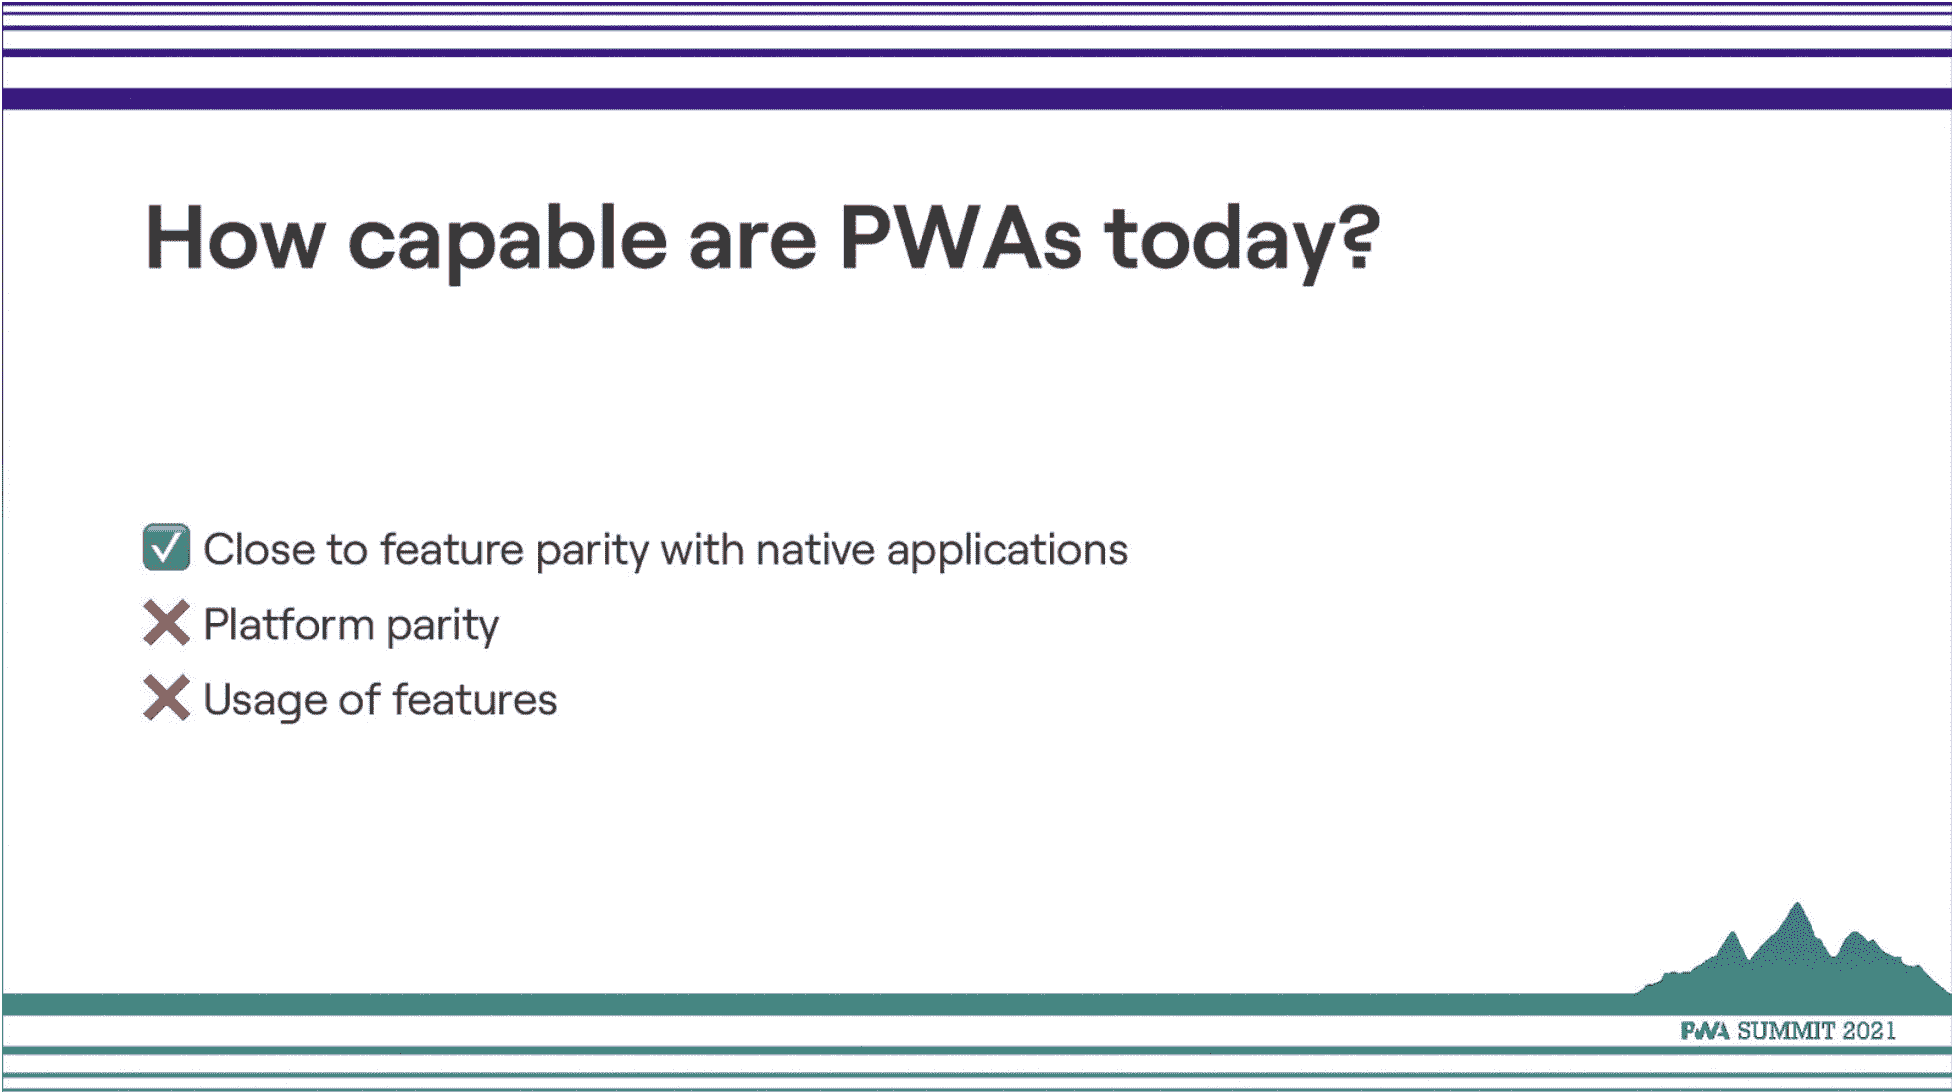 How capable are PWAs today?
✅ Close to feature parity with native applications
❌ Platform parity
❌ Usage of features
PWA SUMMIT 2021